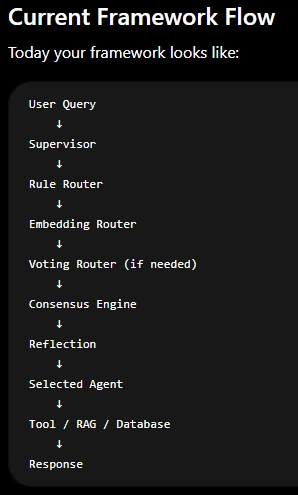 Current Framework Flow
Today your framework looks like:
User Query
↓
Supervisor
↓
Rule Router
↓
Embedding Router
↓
Voting Router (if needed)
↓
Consensus Engine
↓
Reflection
↓
Selected Agent
↓
Tool / RAG / Database
↓
Response